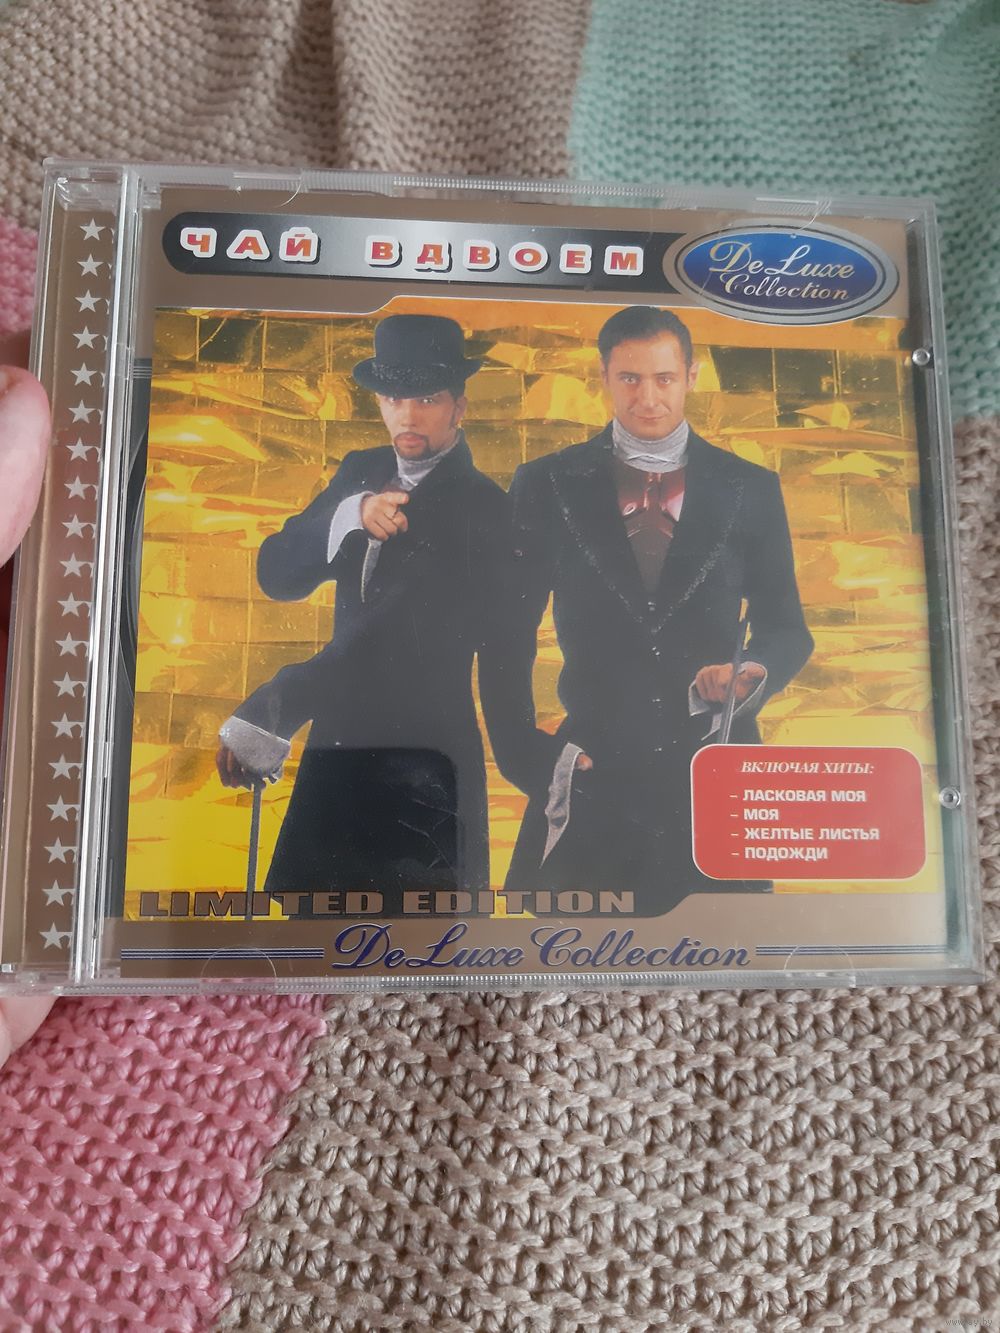 ЧАЙ ВДВОЕМ
DeLuxe
Collection
ВКЛЮЧАЯ ХИТЫ:
- ЛАСКОВАЯ МОЯ
- МОЯ
- ЖЕЛТЫЕ ЛИСТЬЯ
- ПОДОЖДИ
LIMITED EDITION
DeLuxe Collection